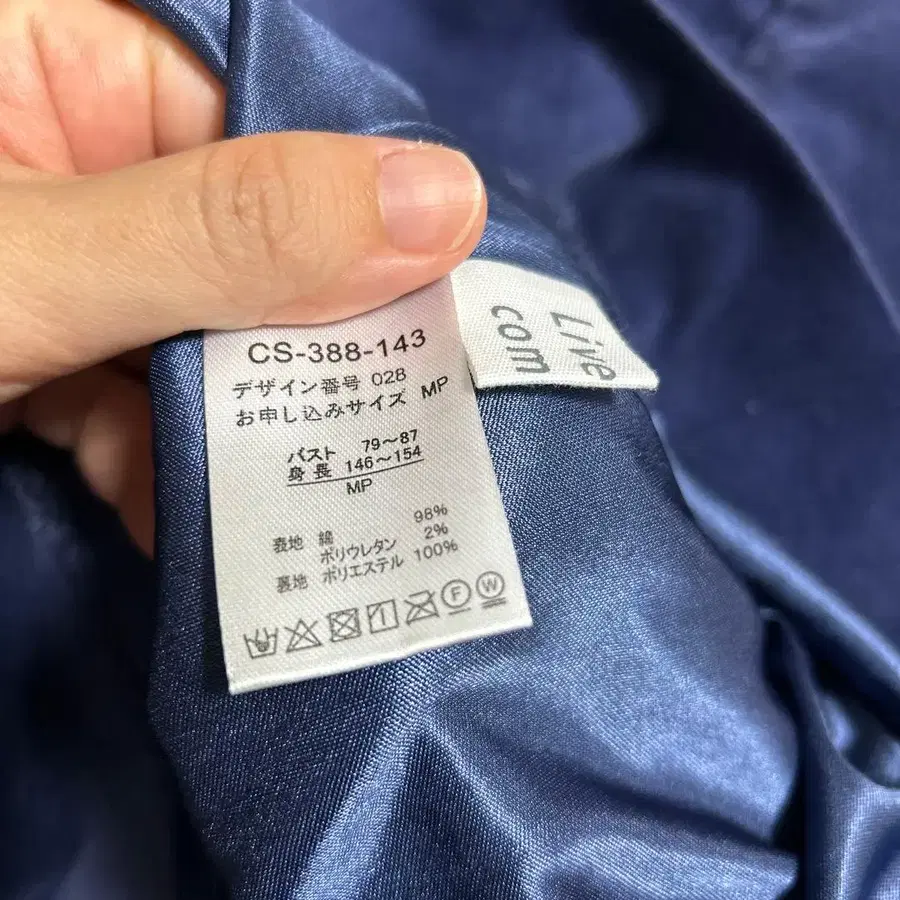 CS-388-143
デザイン番号 028
お申し込みサイズ MP
バスト 79～87
身長 146～154
MP
表地 綿 98%
ポリウレタン 2%
裏地 ポリエステル 100%
F W
Live
com